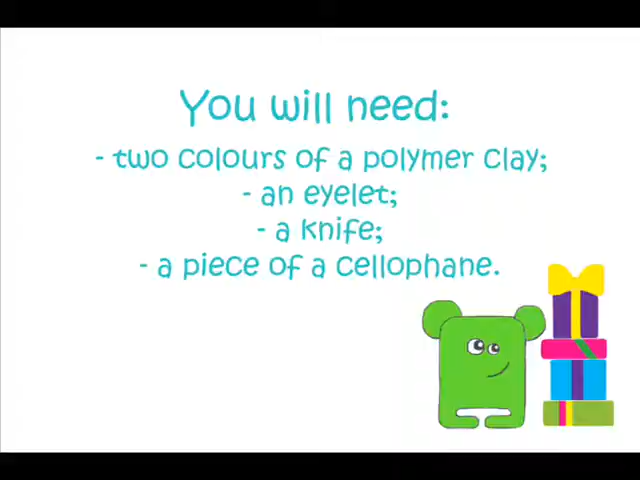 You will need:
- two colours of a polymer clay;
- an eyelet;
- a knife;
- a piece of a cellophane.